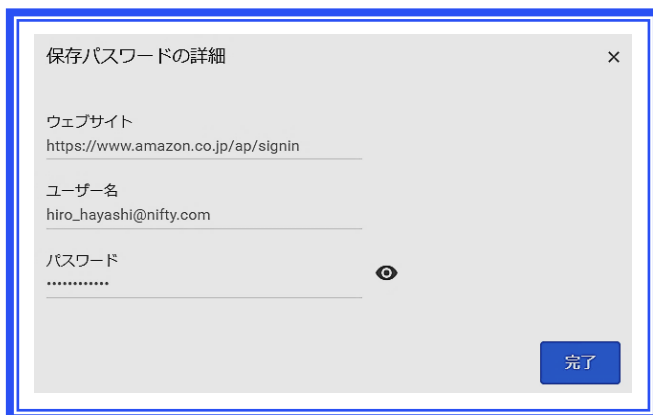 保存パスワードの詳細
×
ウェブサイト
https://www.amazon.co.jp/ap/signin
ユーザー名
hiro_hayashi@nifty.com
パスワード
••••••••••••
完了